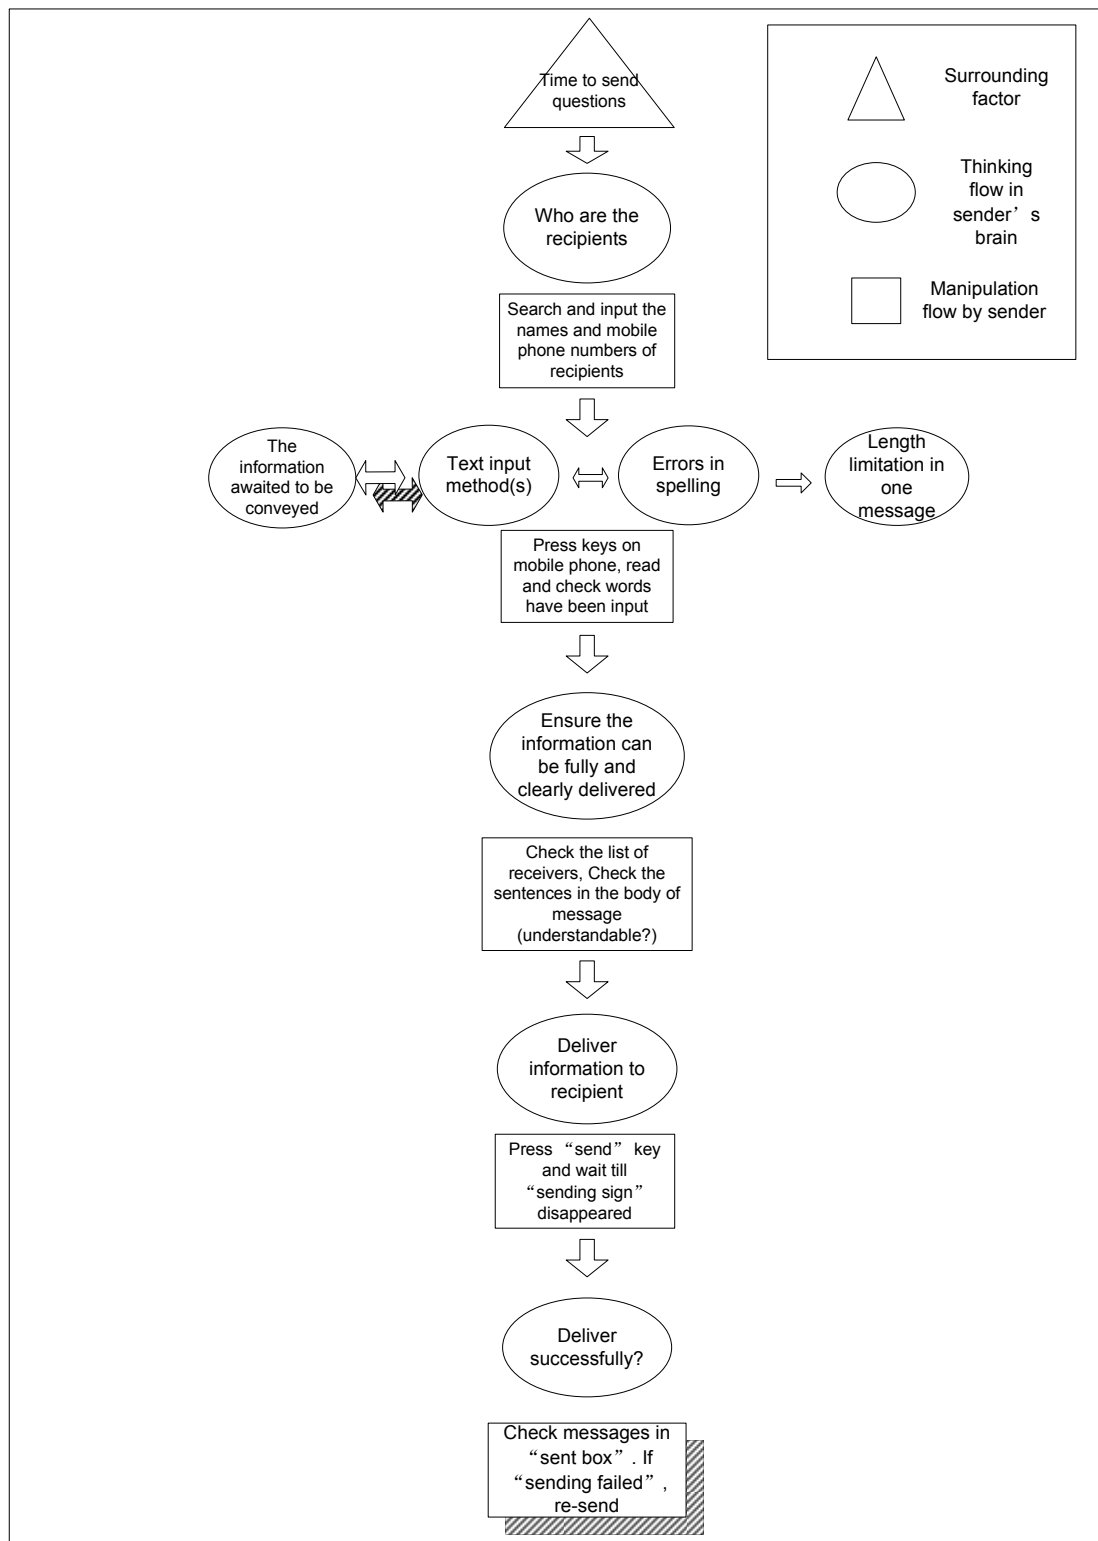 Time to send
questions
Surrounding
factor
Thinking
flow in
sender’s
brain
Manipulation
flow by sender
Who are the
recipients
Search and input the
names and mobile
phone numbers of
recipients
The
information
awaited to be
conveyed
Text input
method(s)
Errors in
spelling
Length
limitation in
one
message
Press keys on
mobile phone, read
and check words
have been input
Ensure the
information can
be fully and
clearly delivered
Check the list of
receivers, Check the
sentences in the body of
message
(understandable?)
Deliver
information to
recipient
Press “send” key
and wait till
“sending sign”
disappeared
Deliver
successfully?
Check messages in
“sent box”. If
“sending failed”,
re-send